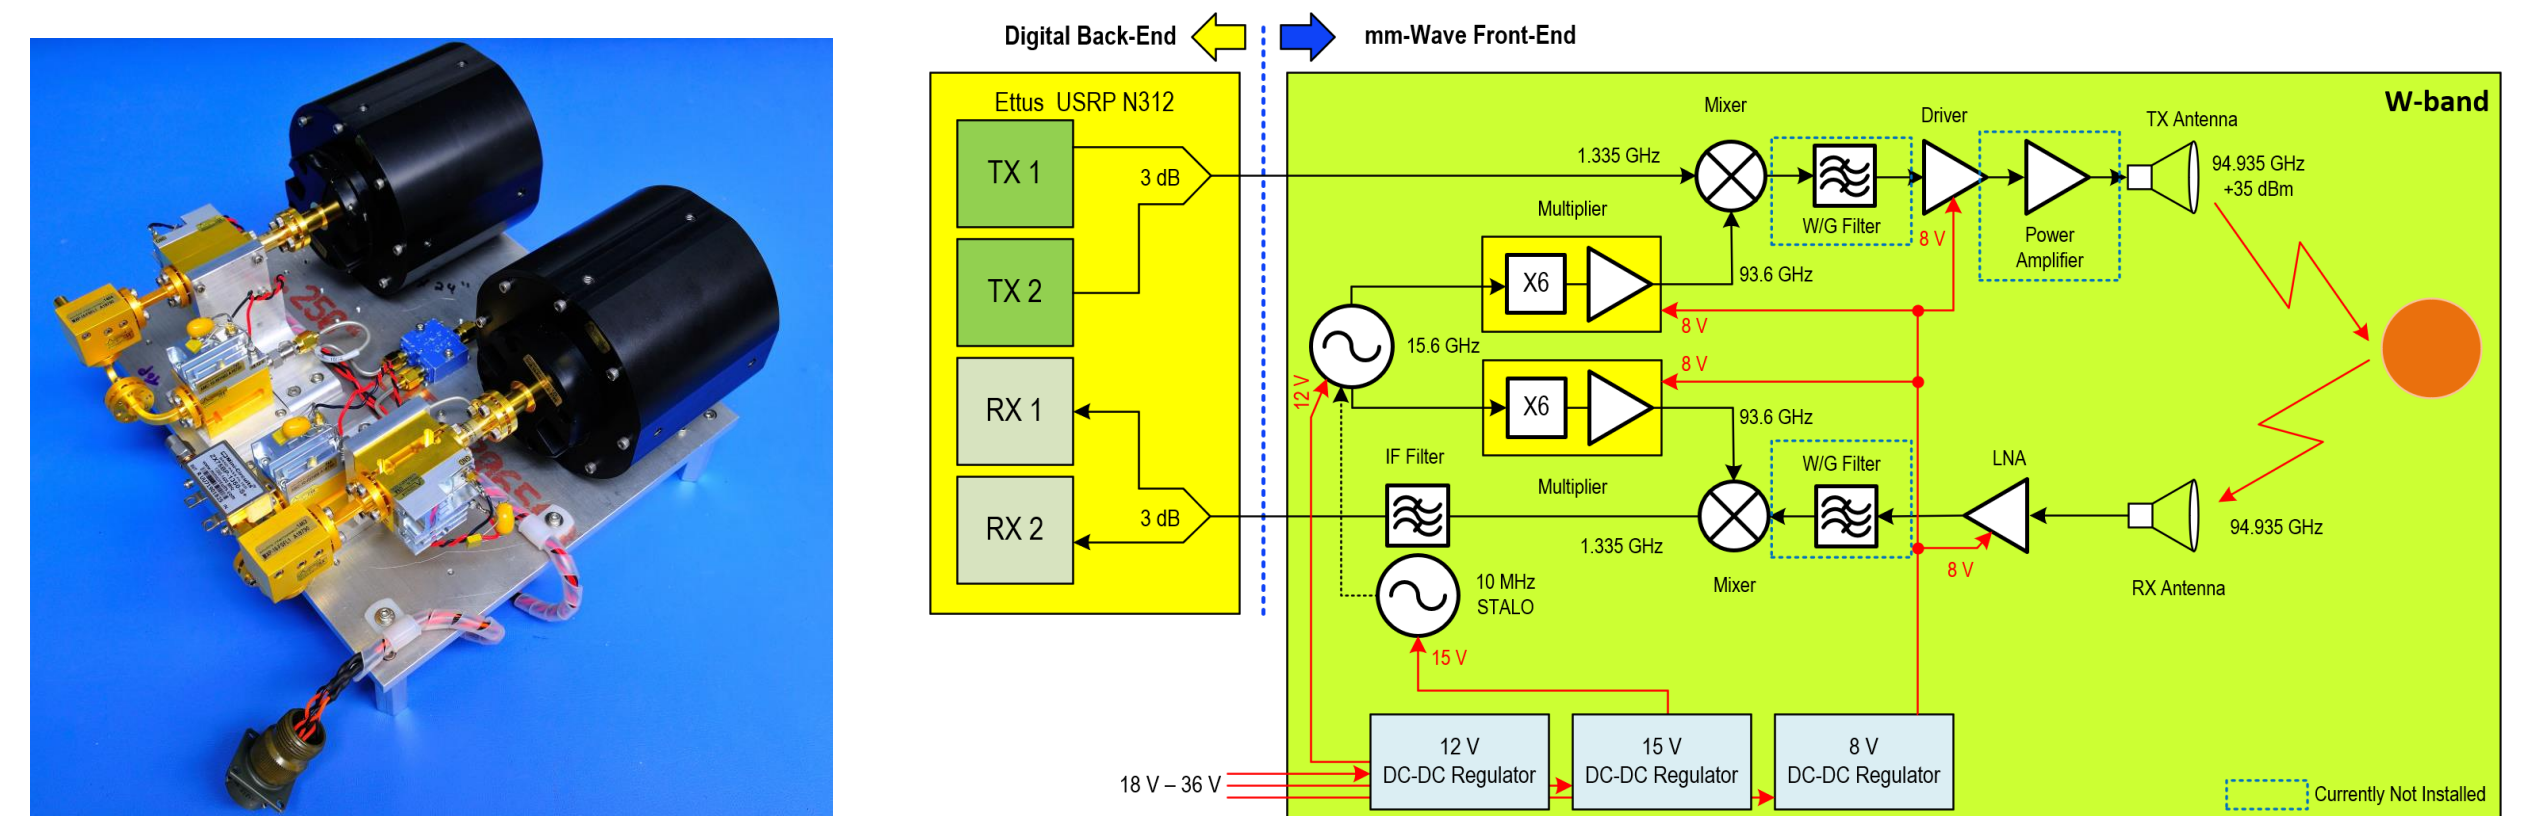 Digital Back-End
mm-Wave Front-End
Ettus USRP N312
TX 1
TX 2
RX 1
RX 2
3 dB
3 dB
W-band
Mixer
1.335 GHz
W/G Filter
Driver
8 V
Power
Amplifier
TX Antenna
94.935 GHz
+35 dBm
Multiplier
X6
93.6 GHz
8 V
15.6 GHz
12 V
8 V
X6
93.6 GHz
Multiplier
IF Filter
1.335 GHz
Mixer
W/G Filter
LNA
8 V
94.935 GHz
RX Antenna
10 MHz
STALO
15 V
12 V
DC-DC Regulator
15 V
DC-DC Regulator
8 V
DC-DC Regulator
18 V – 36 V
Currently Not Installed
24"
TOP